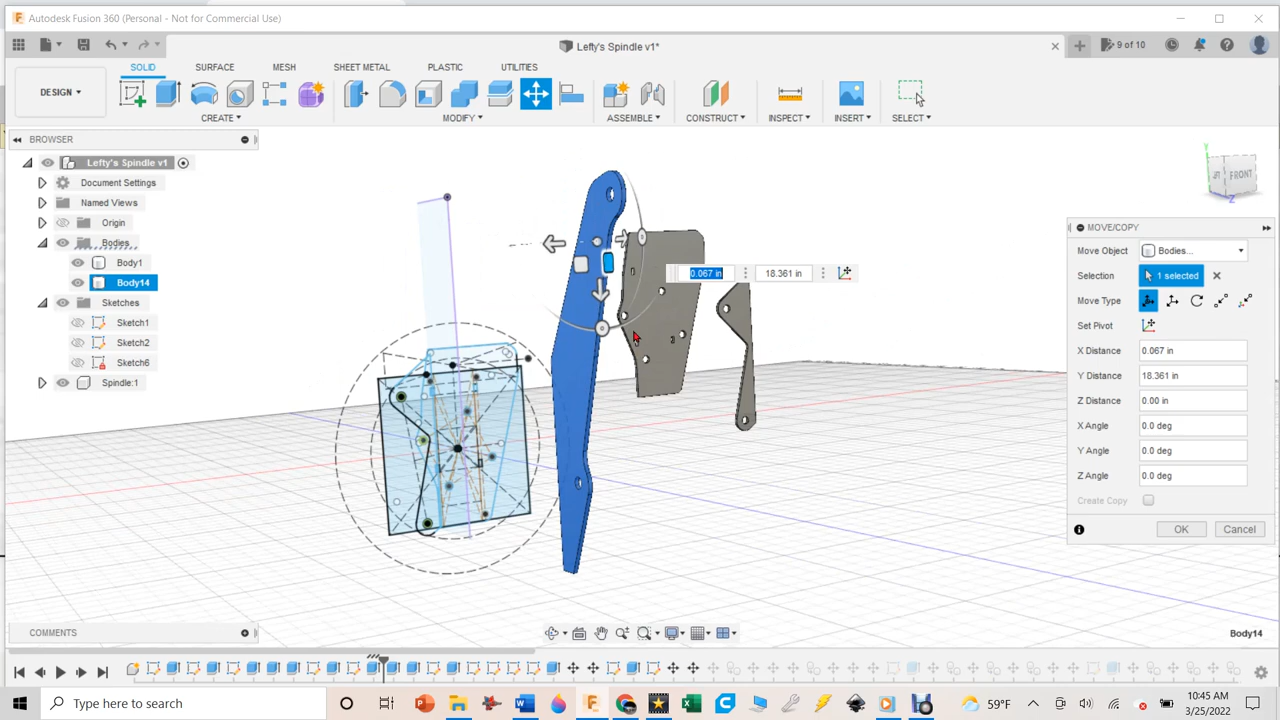 Autodesk Fusion 360 (Personal - Not for Commercial Use)
Lefty's Spindle v1*
9 of 10
DESIGN
SOLID
SURFACE
MESH
SHEET METAL
PLASTIC
UTILITIES
CREATE
MODIFY
ASSEMBLE
CONSTRUCT
INSPECT
INSERT
SELECT
BROWSER
Lefty's Spindle v1
Document Settings
Named Views
Origin
Bodies
Body1
Body14
Sketches
Sketch1
Sketch2
Sketch6
Spindle:1
0.067 in
18.361 in
Y
FRONT
Z
MOVE/COPY
Move Object
Bodies...
Selection
1 selected
Move Type
Set Pivot
X Distance
0.067 in
Y Distance
18.361 in
Z Distance
0.00 in
X Angle
0.0 deg
Y Angle
0.0 deg
Z Angle
0.0 deg
Create Copy
OK
Cancel
COMMENTS
Body14
Type here to search
59°F
10:45 AM
3/25/2022